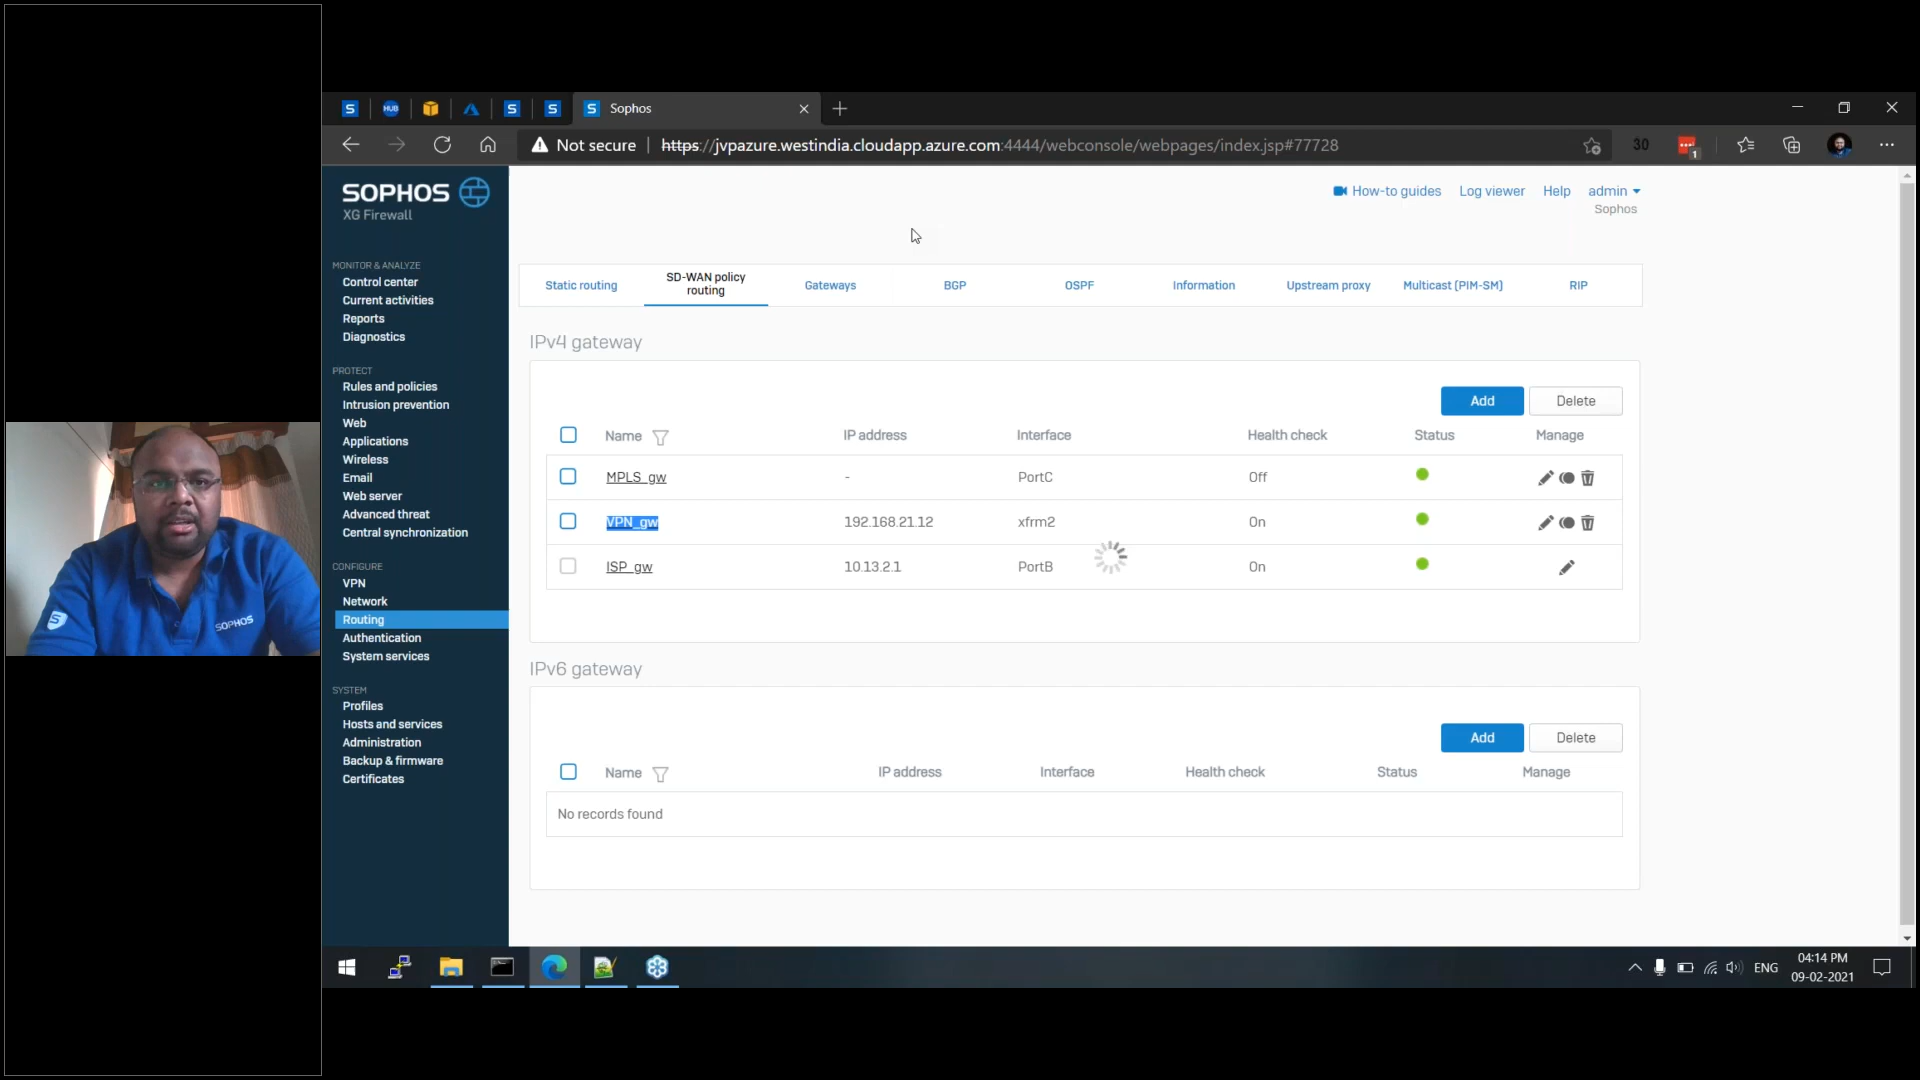 Sophos
Not secure | https://jvpazure.westindia.cloudapp.azure.com:4444/webconsole/webpages/index.jsp#77728
30
1
SOPHOS
XG Firewall
How-to guides Log viewer Help admin
Sophos
MONITOR & ANALYZE
Control center
Current activities
Reports
Diagnostics
PROTECT
Rules and policies
Intrusion prevention
Web
Applications
Wireless
Email
Web server
Advanced threat
Central synchronization
CONFIGURE
VPN
Network
Routing
Authentication
System services
SYSTEM
Profiles
Hosts and services
Administration
Backup & firmware
Certificates
Static routing
SD-WAN policy
routing
Gateways
BGP
OSPF
Information
Upstream proxy
Multicast (PIM-SM)
RIP
IPv4 gateway
Add Delete
Name IP address Interface Health check Status Manage
MPLS_gw - PortC Off
VPN_gw 192.168.21.12 xfrm2 On
ISP_gw 10.13.2.1 PortB On
IPv6 gateway
Add Delete
Name IP address Interface Health check Status Manage
No records found
SOPHOS
S
HUB
ENG
04:14 PM
09-02-2021